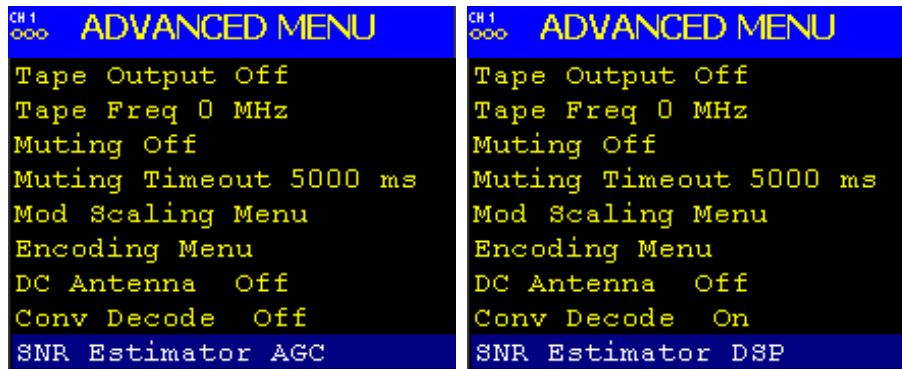 CH 1
000 ADVANCED MENU
Tape Output Off
Tape Freq 0 MHz
Muting Off
Muting Timeout 5000 ms
Mod Scaling Menu
Encoding Menu
DC Antenna Off
Conv Decode Off
SNR Estimator AGC
CH 1
000 ADVANCED MENU
Tape Output Off
Tape Freq 0 MHz
Muting Off
Muting Timeout 5000 ms
Mod Scaling Menu
Encoding Menu
DC Antenna Off
Conv Decode On
SNR Estimator DSP